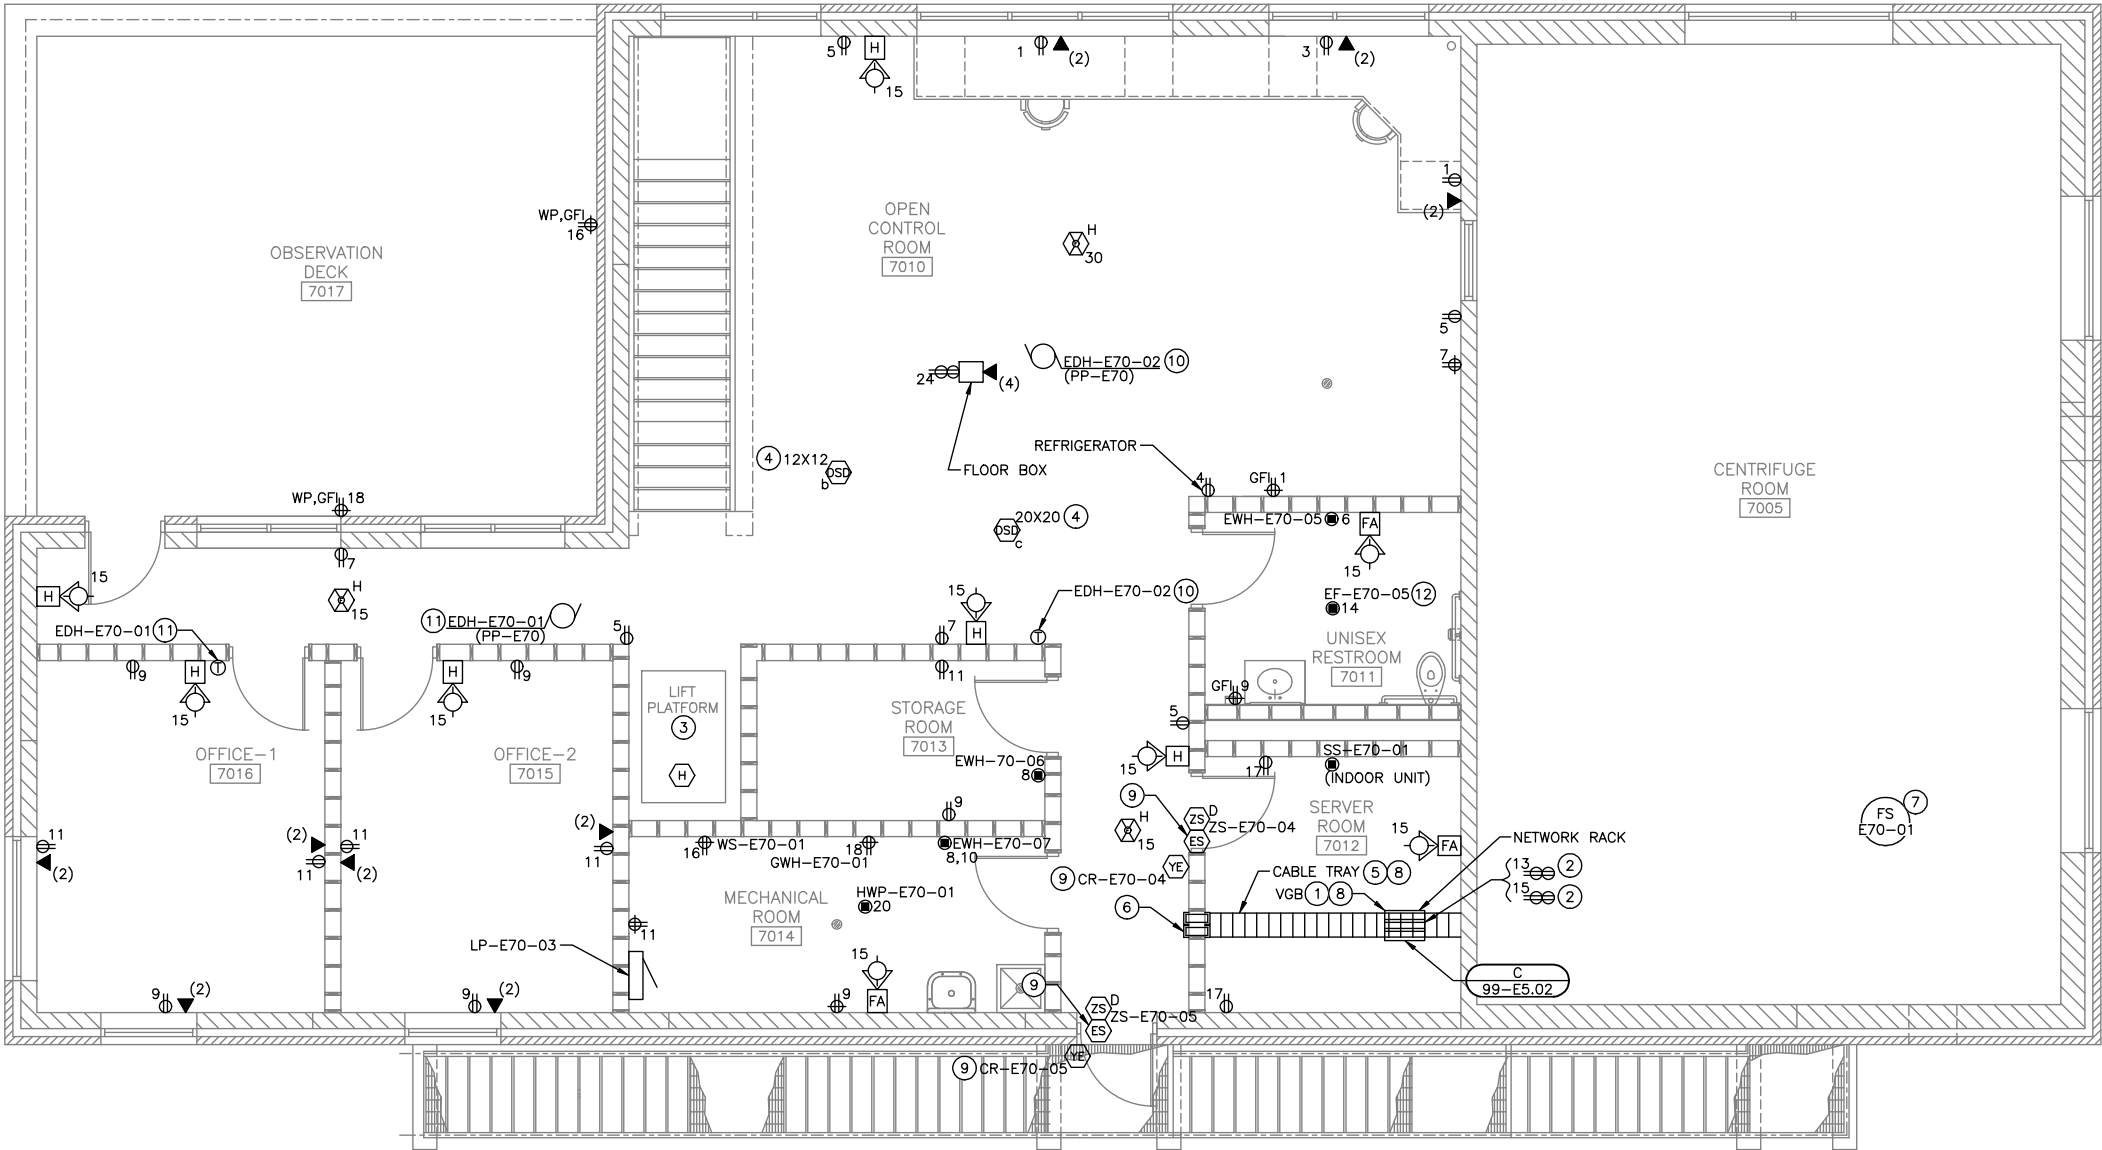 5
H
15
1
(2)
3
(2)
1
(2)
WP,GFI
16
OPEN
CONTROL
ROOM
7010
H
30
OBSERVATION
DECK
7017
5
7
EDH-E70-02 10
(PP-E70)
24
(4)
REFRIGERATOR
FLOOR BOX
4 12X12
OSD
b
4
GFI 1
CENTRIFUGE
ROOM
7005
WP,GFI 18
20X20 4
OSD
c
EWH-E70-05 6
FA
15
7
H
15
H
15
EDH-E70-02 10
15
H
7
T
EF-E70-05 12
14
11 EDH-E70-01
(PP-E70)
EDH-E70-01 11
T
5
9
H
15
H
15
9
11
UNISEX
RESTROOM
7011
GFI 9
LIFT
PLATFORM
3
H
STORAGE
ROOM
7013
5
OFFICE-1
7016
OFFICE-2
7015
EWH-70-06
8
15
H
17
SS-E70-01
(INDOOR UNIT)
9
9
D
ZS
ZS-E70-04
ES
H
15
SERVER
ROOM
7012
FS
E70-01
7
(2)
11
(2)
11
(2)
11
(2)
11
16
WS-E70-01
GWH-E70-01
18
EWH-E70-07
8,10
15
FA
NETWORK RACK
13
2
15
2
YE
9 CR-E70-04
CABLE TRAY 5 8
VGB 1 8
MECHANICAL
ROOM
7014
HWP-E70-01
20
6
11
LP-E70-03
15
FA
C
99-E5.02
9
(2)
9
(2)
9
9
D
ZS
ZS-E70-05
ES
17
YE
9 CR-E70-05